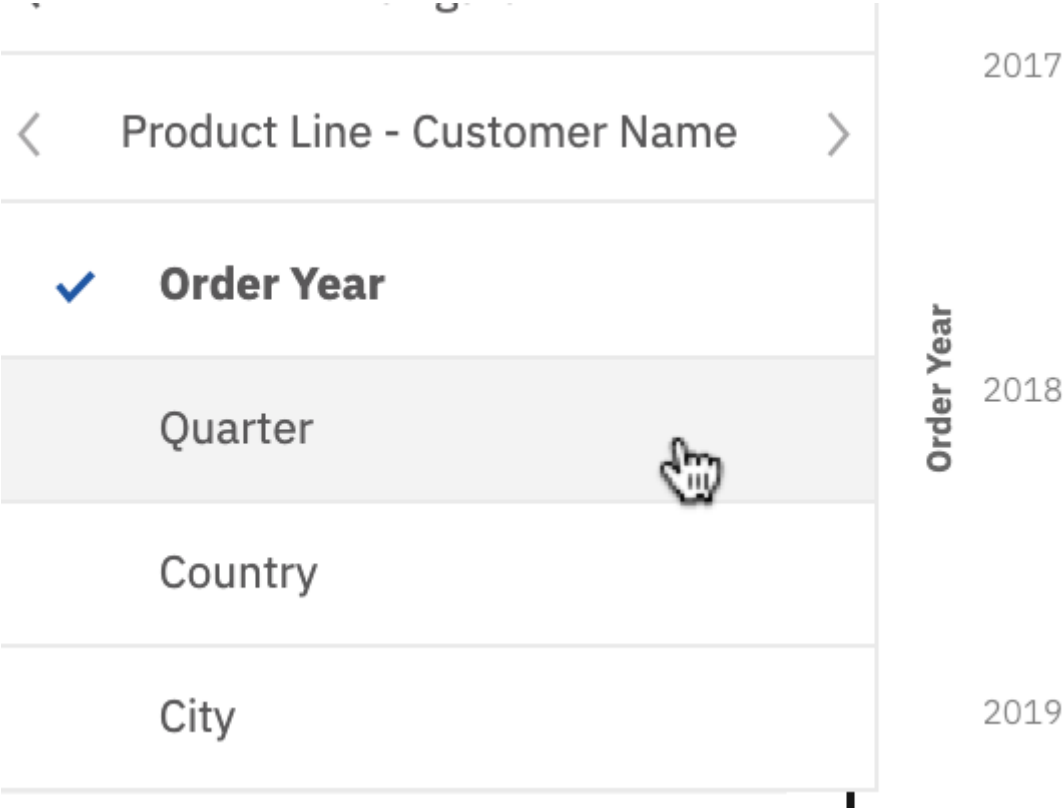 Product Line - Customer Name
Order Year
Quarter
Country
City
Order Year
2017
2018
2019